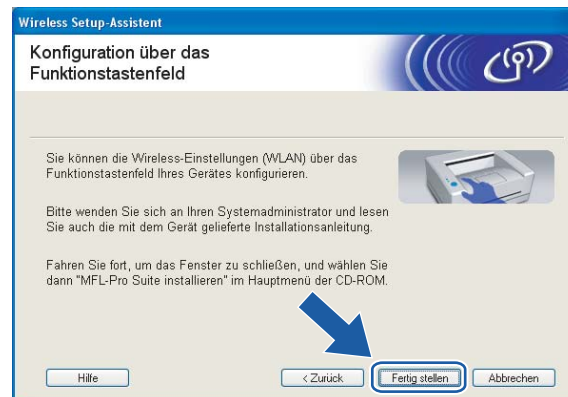 Wireless Setup-Assistent
Konfiguration über das
Funktionstastenfeld
Sie können die Wireless-Einstellungen (WLAN) über das
Funktionstastenfeld Ihres Gerätes konfigurieren.
Bitte wenden Sie sich an Ihren Systemadministrator und lesen
Sie auch die mit dem Gerät gelieferte Installationsanleitung.
Fahren Sie fort, um das Fenster zu schließen, und wählen Sie
dann "MFL-Pro Suite installieren" im Hauptmenü der CD-ROM.
Hilfe
< Zurück
Fertig stellen
Abbrechen